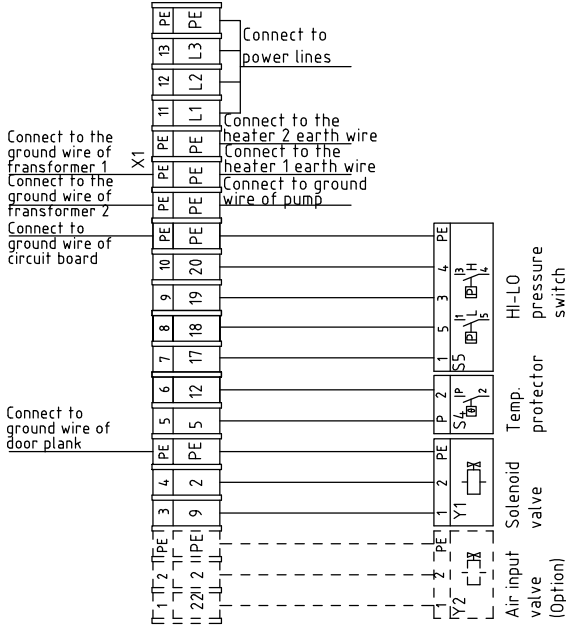 PE PE
13 L3
12 L2
11 L1
Connect to
power lines
PE PE
Connect to the
heater 2 earth wire
X1
Connect to the
ground wire of
transformer 1
PE PE
Connect to the
heater 1 earth wire
Connect to the
ground wire of
transformer 2
PE PE
Connect to ground
wire of pump
Connect to
ground wire of
circuit board
PE PE
10 20
9 19
8 18
7 17
PE
4
3
5
1
3 H
P 4
1 L
P 5
S5
HI-LO
pressure
switch
6 12
5 5
2
P
P 2
θ
S4
Temp.
protector
Connect to
ground wire of
door plank
PE PE
4 2
3 9
PE
2
1
Y1
Solenoid
valve
PE PE
2 2
1 22
PE
2
1
Y2
Air input
valve
(Option)